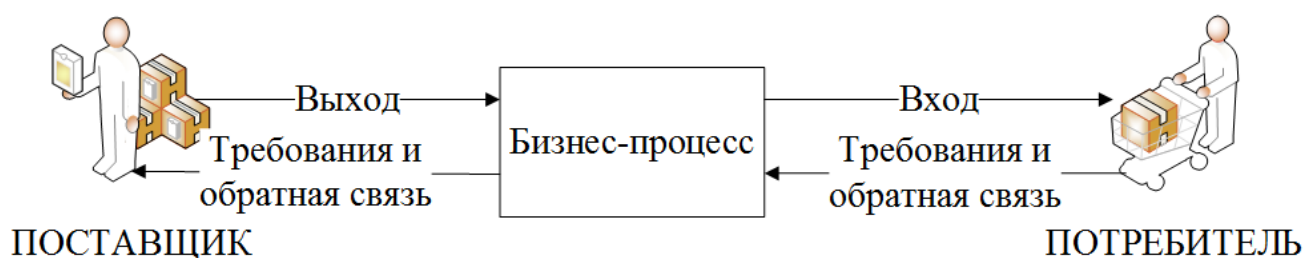 Выход
Требования и
обратная связь
Бизнес-процесс
Вход
Требования и
обратная связь
ПОСТАВЩИК
ПОТРЕБИТЕЛЬ